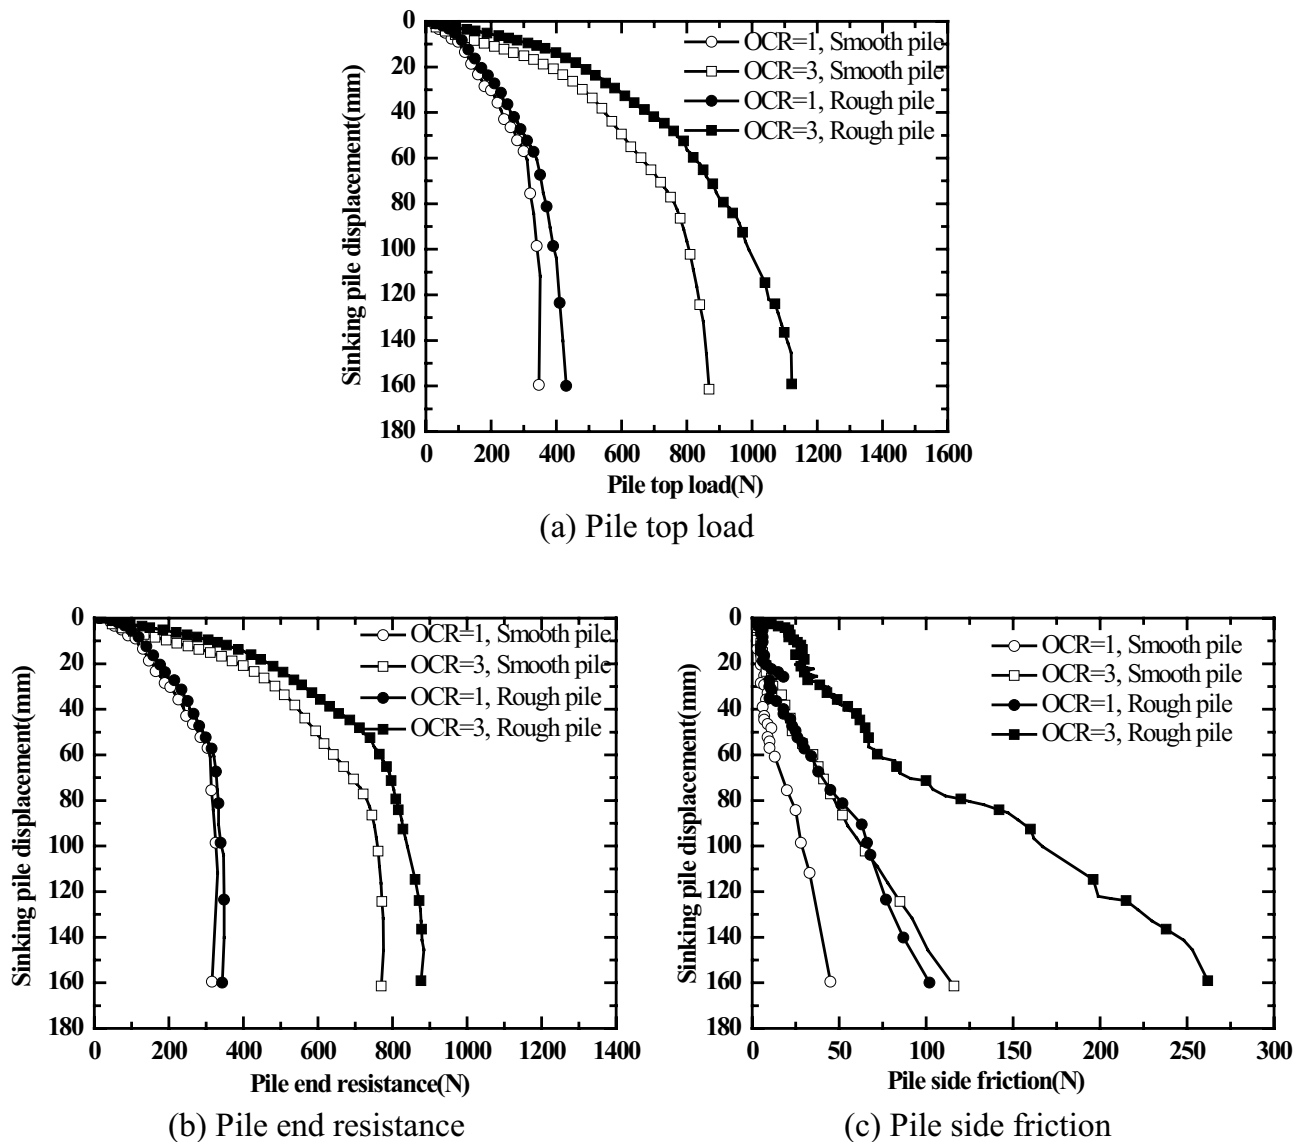 0
20
40
60
80
100
120
140
160
180
Sinking pile displacement(mm)
OCR=1, Smooth pile
OCR=3, Smooth pile
OCR=1, Rough pile
OCR=3, Rough pile
0 200 400 600 800 1000 1200 1400 1600
Pile top load(N)
(a) Pile top load
0
20
40
60
80
100
120
140
160
180
Sinking pile displacement(mm)
OCR=1, Smooth pile
OCR=3, Smooth pile
OCR=1, Rough pile
OCR=3, Rough pile
0 200 400 600 800 1000 1200 1400
Pile end resistance(N)
(b) Pile end resistance
0
20
40
60
80
100
120
140
160
180
Sinking pile displacement(mm)
OCR=1, Smooth pile
OCR=3, Smooth pile
OCR=1, Rough pile
OCR=3, Rough pile
0 50 100 150 200 250 300
Pile side friction(N)
(c) Pile side friction